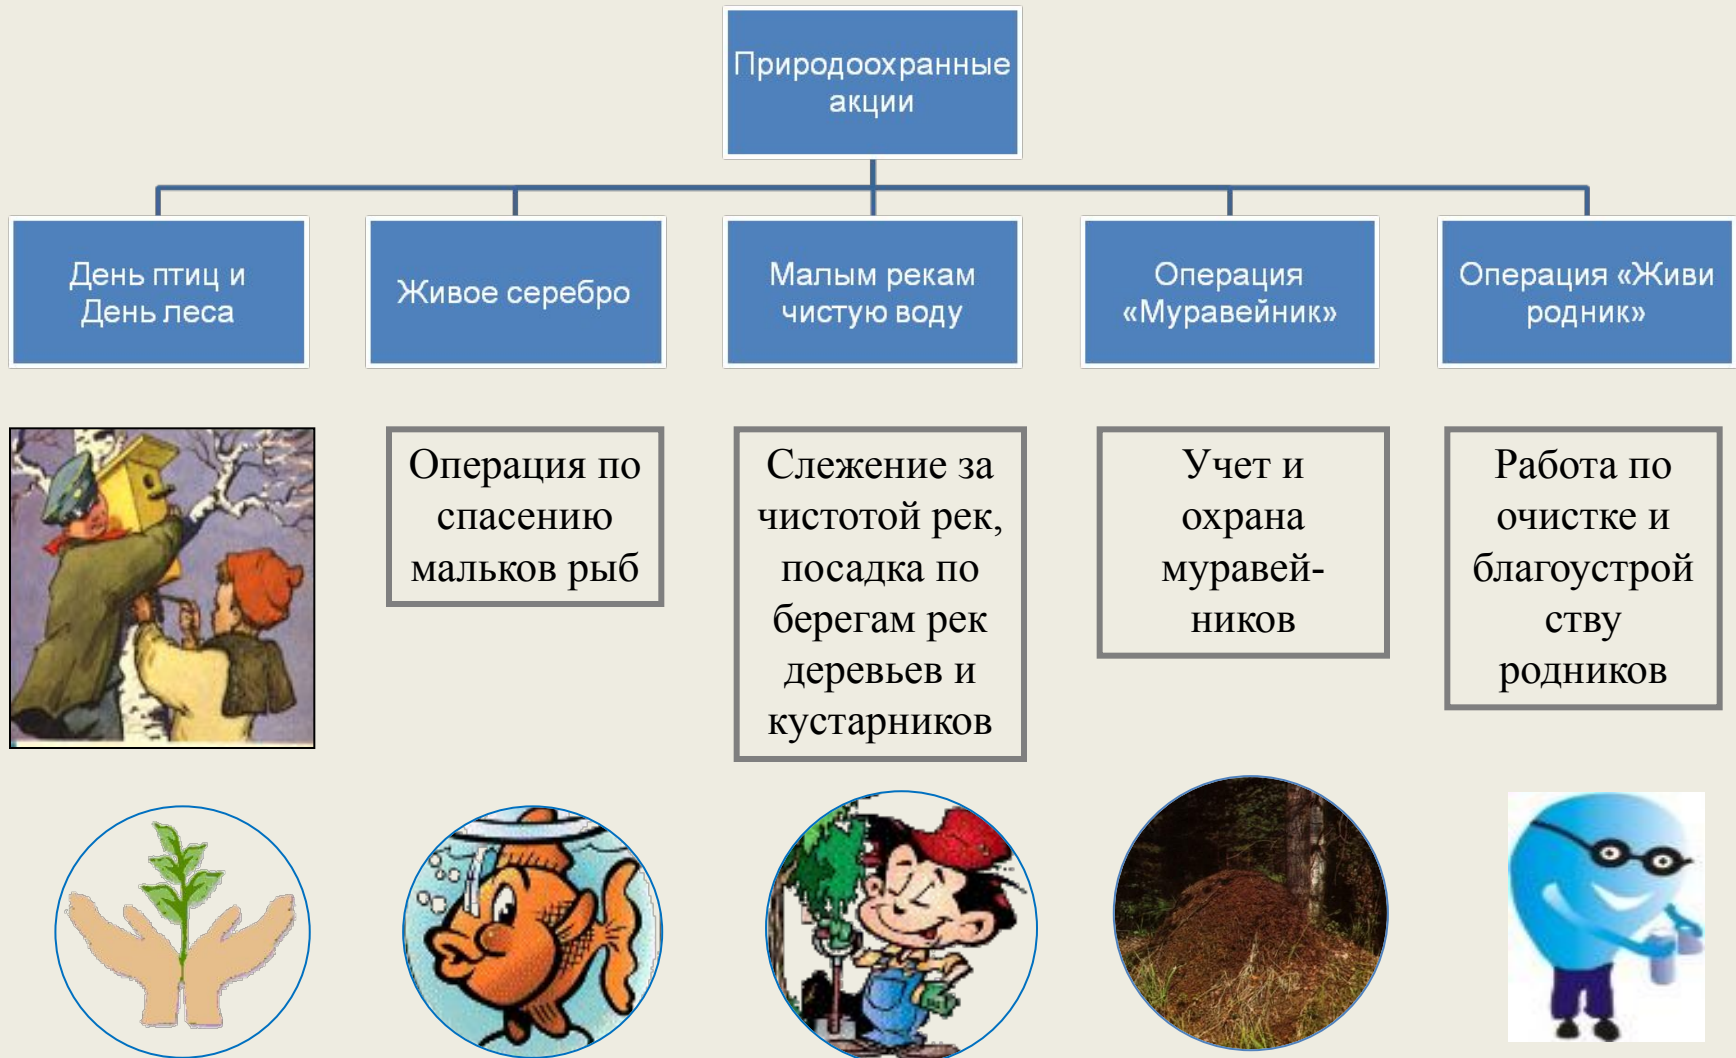 Природоохранные
акции
День птиц и
День леса
Живое серебро
Малым рекам
чистую воду
Операция
«Муравейник»
Операция «Живи
родник»
Операция по
спасению
мальков рыб
Слежение за
чистотой рек,
посадка по
берегам рек
деревьев и
кустарников
Учет и
охрана
муравей-
ников
Работа по
очистке и
благоустрой
ству
родников